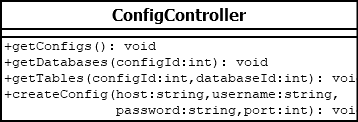 ConfigController
+getConfigs(): void
+getDatabases(configId:int): void
+getTables(configId:int,databaseId:int): voi
+createConfig(host:string,username:string,
password:string,port:int): voi